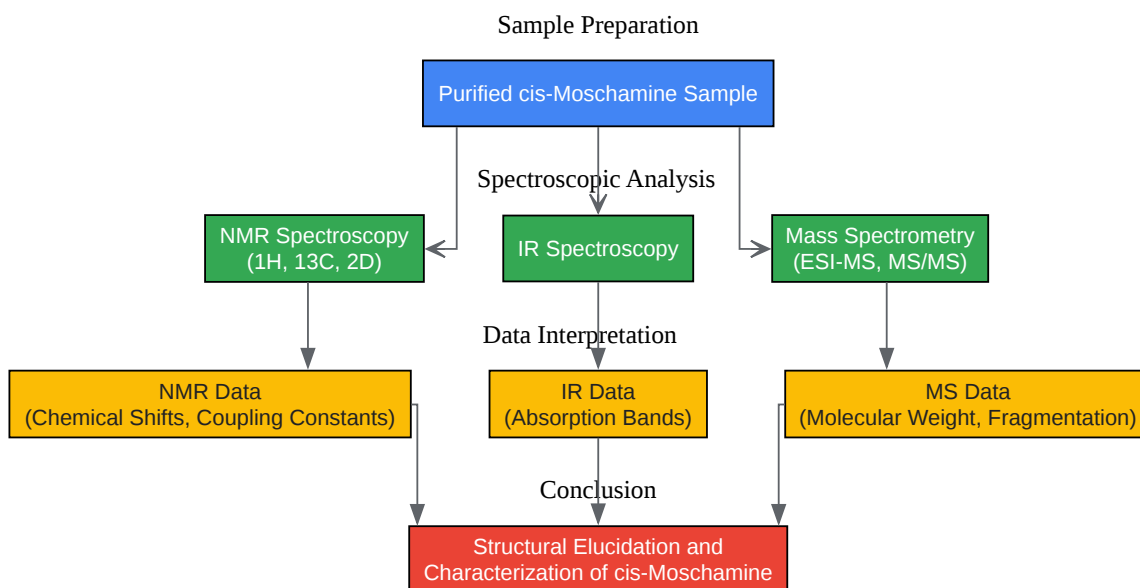 Sample Preparation
Purified cis-Moschamine Sample
Spectroscopic Analysis
NMR Spectroscopy
(1H, 13C, 2D)
IR Spectroscopy
Mass Spectrometry
(ESI-MS, MS/MS)
Data Interpretation
NMR Data
(Chemical Shifts, Coupling Constants)
IR Data
(Absorption Bands)
MS Data
(Molecular Weight, Fragmentation)
Conclusion
Structural Elucidation and
Characterization of cis-Moschamine